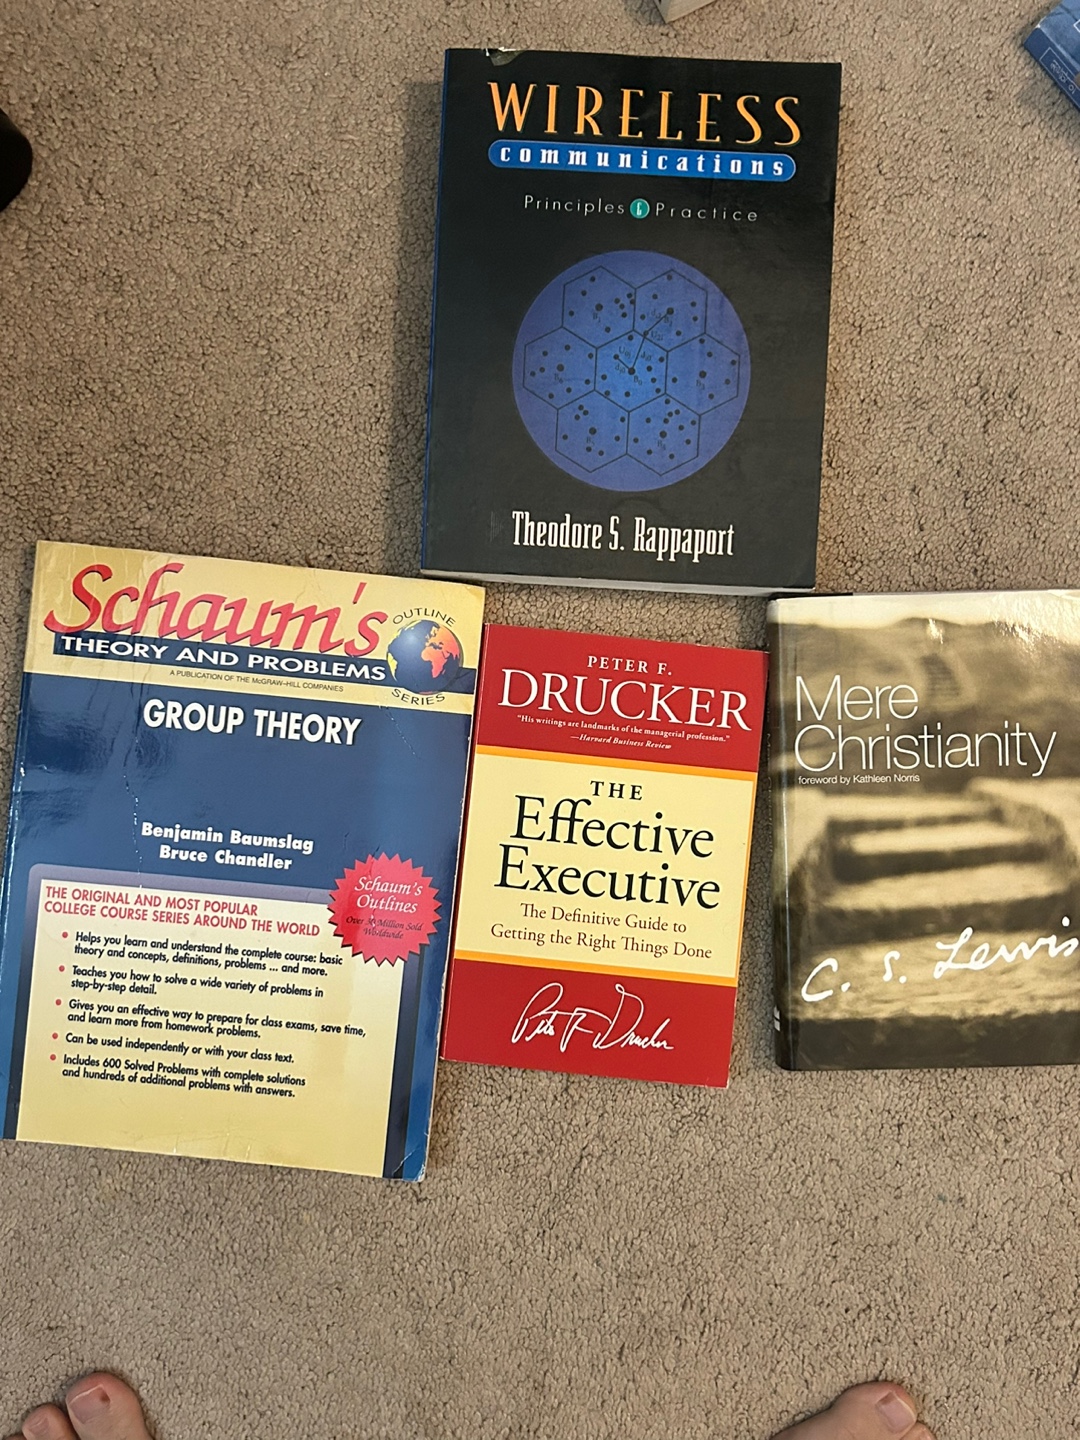 WIRELESS
communications
Principles & Practice
Theodore S. Rappaport
Schaum's
OUTLINE
THEORY AND PROBLEMS
A PUBLICATION OF THE McGRAW-HILL COMPANIES
SERIES
GROUP THEORY
Benjamin Baumslag
Bruce Chandler
THE ORIGINAL AND MOST POPULAR
COLLEGE COURSE SERIES AROUND THE WORLD
• Helps you learn and understand the complete course: basic
theory and concepts, definitions, problems ... and more.
• Teaches you how to solve a wide variety of problems in
step-by-step detail.
• Gives you an effective way to prepare for class exams, save time,
and learn more from homework problems.
• Can be used independently or with your class text.
• Includes 600 Solved Problems with complete solutions
and hundreds of additional problems with answers.
Schaum's
Outlines
Over Million Sold
Worldwide
PETER F.
DRUCKER
"His writings are landmarks of the managerial profession."
—Harvard Business Review
THE
Effective
Executive
The Definitive Guide to
Getting the Right Things Done
Peter F. Drucker
Mere
Christianity
foreword by Kathleen Norris
C. S. Lewis